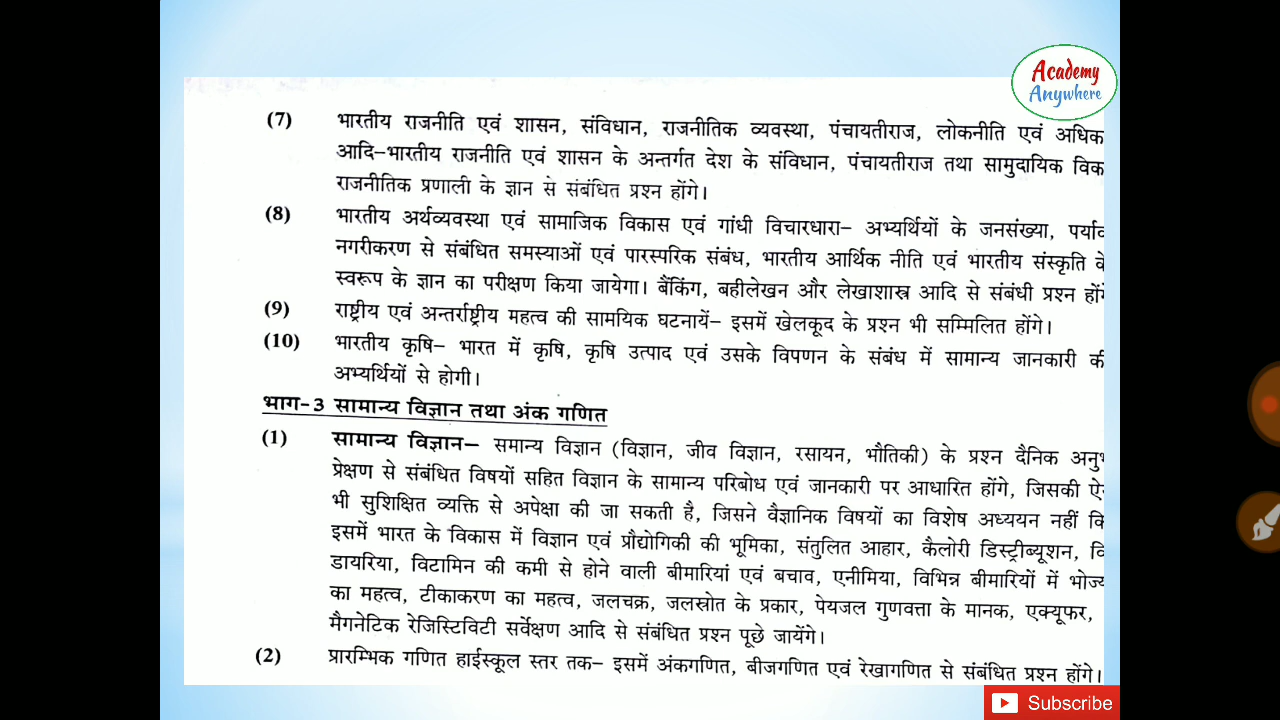 Academy
Anywhere
(7) भारतीय राजनीति एवं शासन, संविधान, राजनीतिक व्यवस्था, पंचायतीराज, लोकनीति एवं
आदि–भारतीय राजनीति एवं शासन के अन्तर्गत देश के संविधान, पंचायतीराज तथा सामुदायिक
राजनीतिक प्रणाली के ज्ञान से संबंधित प्रश्न होंगे।
(8) भारतीय अर्थव्यवस्था एवं सामाजिक विकास एवं गांधी विचारधारा– अभ्यर्थियों के जनसंख्या,
नगरीकरण से संबंधित समस्याओं एवं पारस्परिक संबंध, भारतीय आर्थिक नीति एवं भारतीय संस्कृति
स्वरूप के ज्ञान का परीक्षण किया जायेगा। बैंकिंग, बहीलेखन और लेखाशास्त्र आदि से संबंधी प्रश्न
(9) राष्ट्रीय एवं अन्तर्राष्ट्रीय महत्व की सामयिक घटनायें– इसमें खेलकूद के प्रश्न भी सम्मिलित होंगे।
(10) भारतीय कृषि– भारत में कृषि, कृषि उत्पाद एवं उसके विपणन के संबंध में सामान्य जानकारी
अभ्यर्थियों से होगी।
भाग-3 सामान्य विज्ञान तथा अंक गणित
(1) सामान्य विज्ञान– समान्य विज्ञान (विज्ञान, जीव विज्ञान, रसायन, भौतिकी) के प्रश्न दैनिक
प्रेक्षण से संबंधित विषयों सहित विज्ञान के सामान्य परिबोध एवं जानकारी पर आधारित होंगे, जिसकी
भी सुशिक्षित व्यक्ति से अपेक्षा की जा सकती है, जिसने वैज्ञानिक विषयों का विशेष अध्ययन नहीं
इसमें भारत के विकास में विज्ञान एवं प्रौद्योगिकी की भूमिका, संतुलित आहार, कैलोरी डिस्ट्रीब्यूशन,
डायरिया, विटामिन की कमी से होने वाली बीमारियां एवं बचाव, एनीमिया, विभिन्न बीमारियों में
का महत्व, टीकाकरण का महत्व, जलचक्र, जलस्रोत के प्रकार, पेयजल गुणवत्ता के मानक, एक्यूफर,
मैगनेटिक रेजिस्टिविटी सर्वेक्षण आदि से संबंधित प्रश्न पूछे जायेंगे।
(2) प्रारम्भिक गणित हाईस्कूल स्तर तक– इसमें अंकगणित, बीजगणित एवं रेखागणित से संबंधित प्रश्न होंगे।
Subscribe